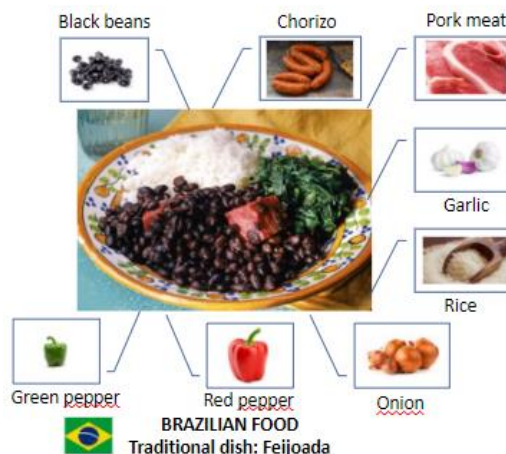 Black beans
Chorizo
Pork meat
Garlic
Rice
Green pepper
Red pepper
Onion
BRAZILIAN FOOD
Traditional dish: Feijoada